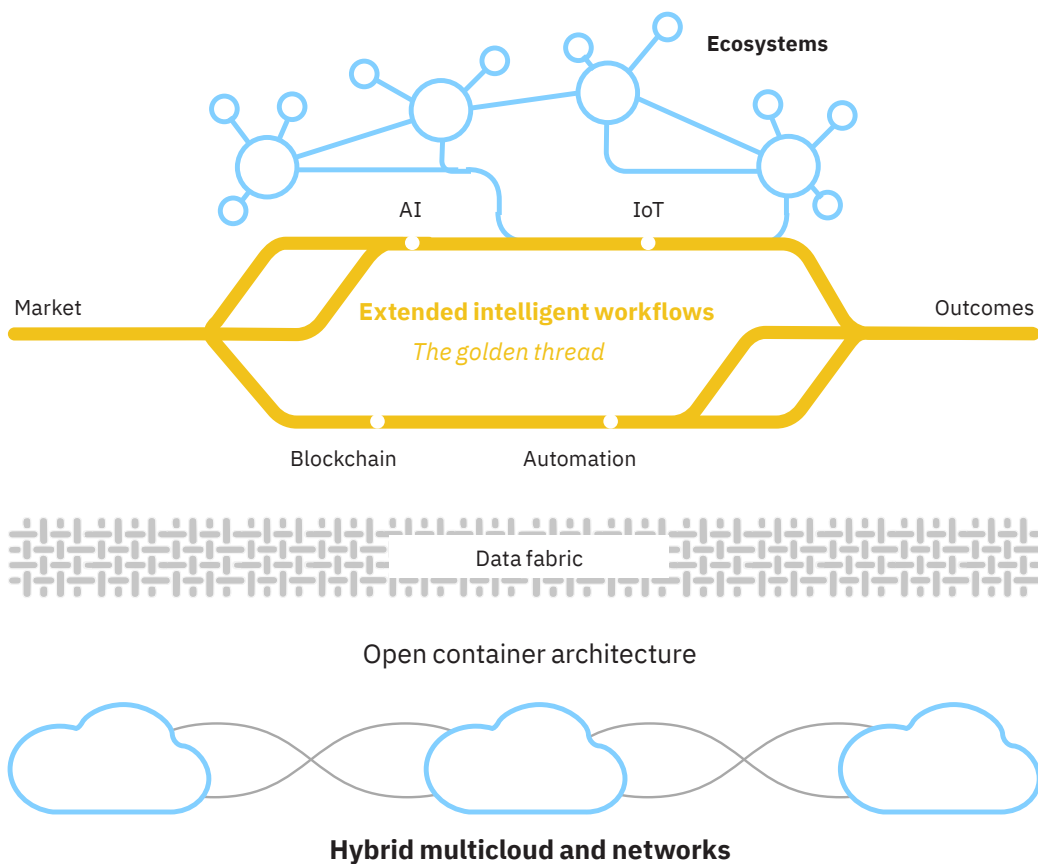 Ecosystems
AI
IoT
Market
Extended intelligent workflows
Outcomes
The golden thread
Blockchain
Automation
Data fabric
Open container architecture
Hybrid multicloud and networks